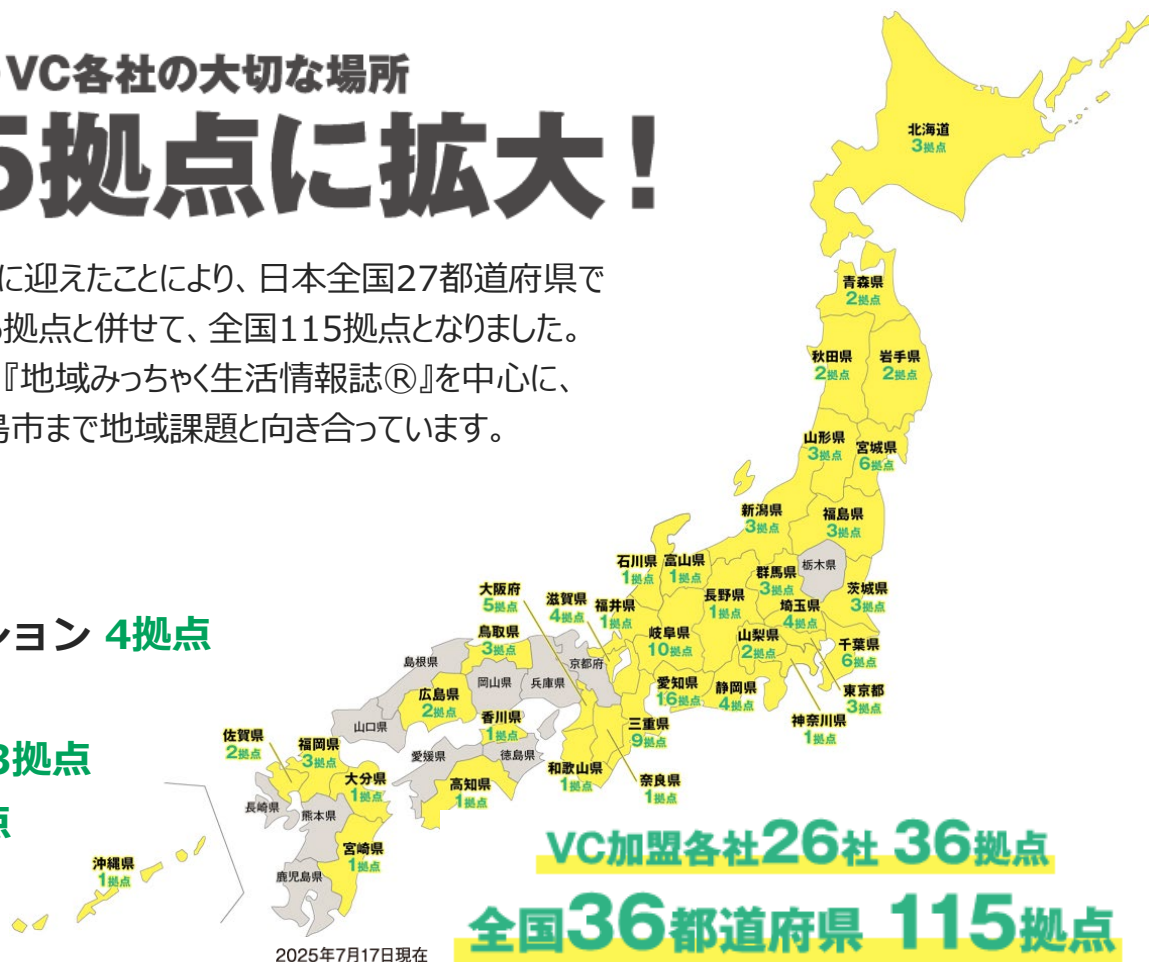 VC各社の大切な場所
5拠点に拡大！
に迎えたことにより、日本全国27都道府県で
拠点と併せて、全国115拠点となりました。
『地域みっちゃく生活情報誌®』を中心に、
島市まで地域課題と向き合っています。
ション 4拠点
3拠点
点
北海道
3拠点
青森県
2拠点
秋田県
2拠点
岩手県
2拠点
山形県
3拠点
宮城県
6拠点
新潟県
3拠点
福島県
3拠点
石川県
1拠点
富山県
1拠点
群馬県
3拠点
栃木県
茨城県
3拠点
大阪府
5拠点
滋賀県
4拠点
福井県
1拠点
長野県
1拠点
埼玉県
4拠点
鳥取県
3拠点
岐阜県
10拠点
山梨県
2拠点
千葉県
6拠点
島根県
京都府
岡山県
兵庫県
広島県
2拠点
愛知県
16拠点
静岡県
4拠点
東京都
3拠点
香川県
1拠点
神奈川県
1拠点
山口県
三重県
9拠点
佐賀県
2拠点
福岡県
3拠点
愛媛県
徳島県
大分県
1拠点
高知県
1拠点
和歌山県
1拠点
奈良県
1拠点
長崎県
熊本県
宮崎県
1拠点
鹿児島県
沖縄県
1拠点
VC加盟各社26社 36拠点
全国36都道府県 115拠点
2025年7月17日現在